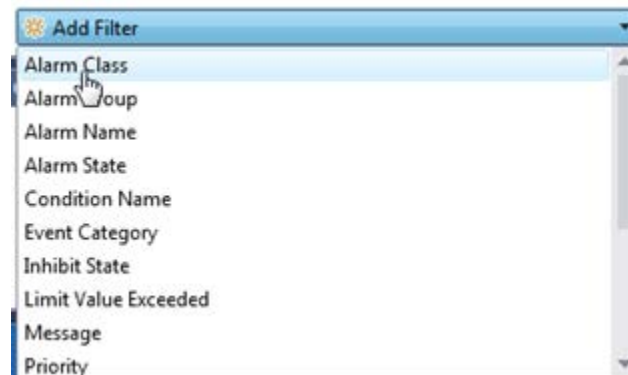 Add Filter
Alarm Class
Alarm Group
Alarm Name
Alarm State
Condition Name
Event Category
Inhibit State
Limit Value Exceeded
Message
Priority